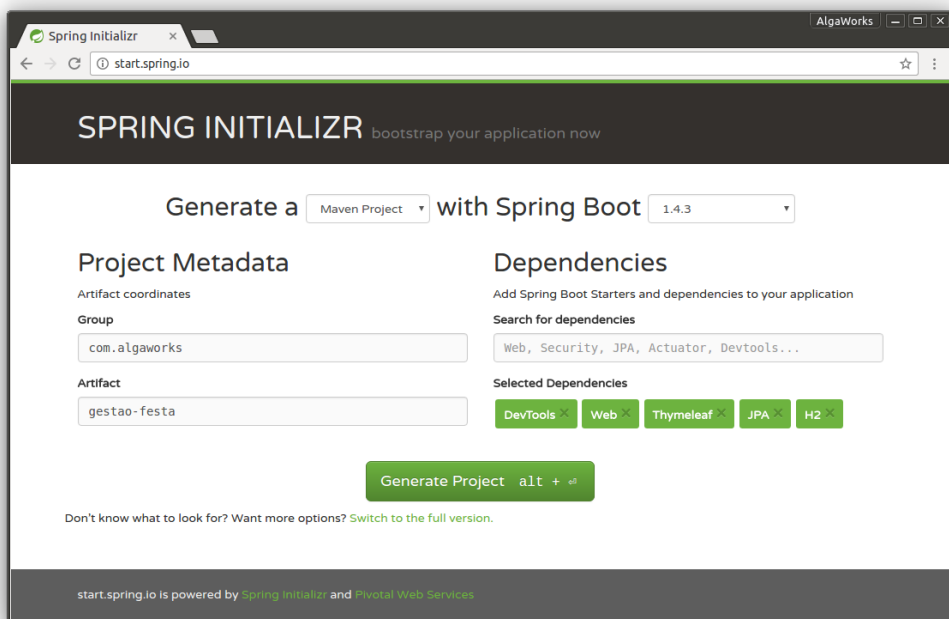 AlgaWorks
Spring Initializr
start.spring.io
SPRING INITIALIZR bootstrap your application now
Generate a Maven Project with Spring Boot 1.4.3
Project Metadata
Artifact coordinates
Group
com.algaworks
Artifact
gestao-festa
Dependencies
Add Spring Boot Starters and dependencies to your application
Search for dependencies
Web, Security, JPA, Actuator, Devtools...
Selected Dependencies
DevTools × Web × Thymeleaf × JPA × H2 ×
Generate Project alt + ⏎
Don't know what to look for? Want more options? Switch to the full version.
start.spring.io is powered by Spring Initializr and Pivotal Web Services